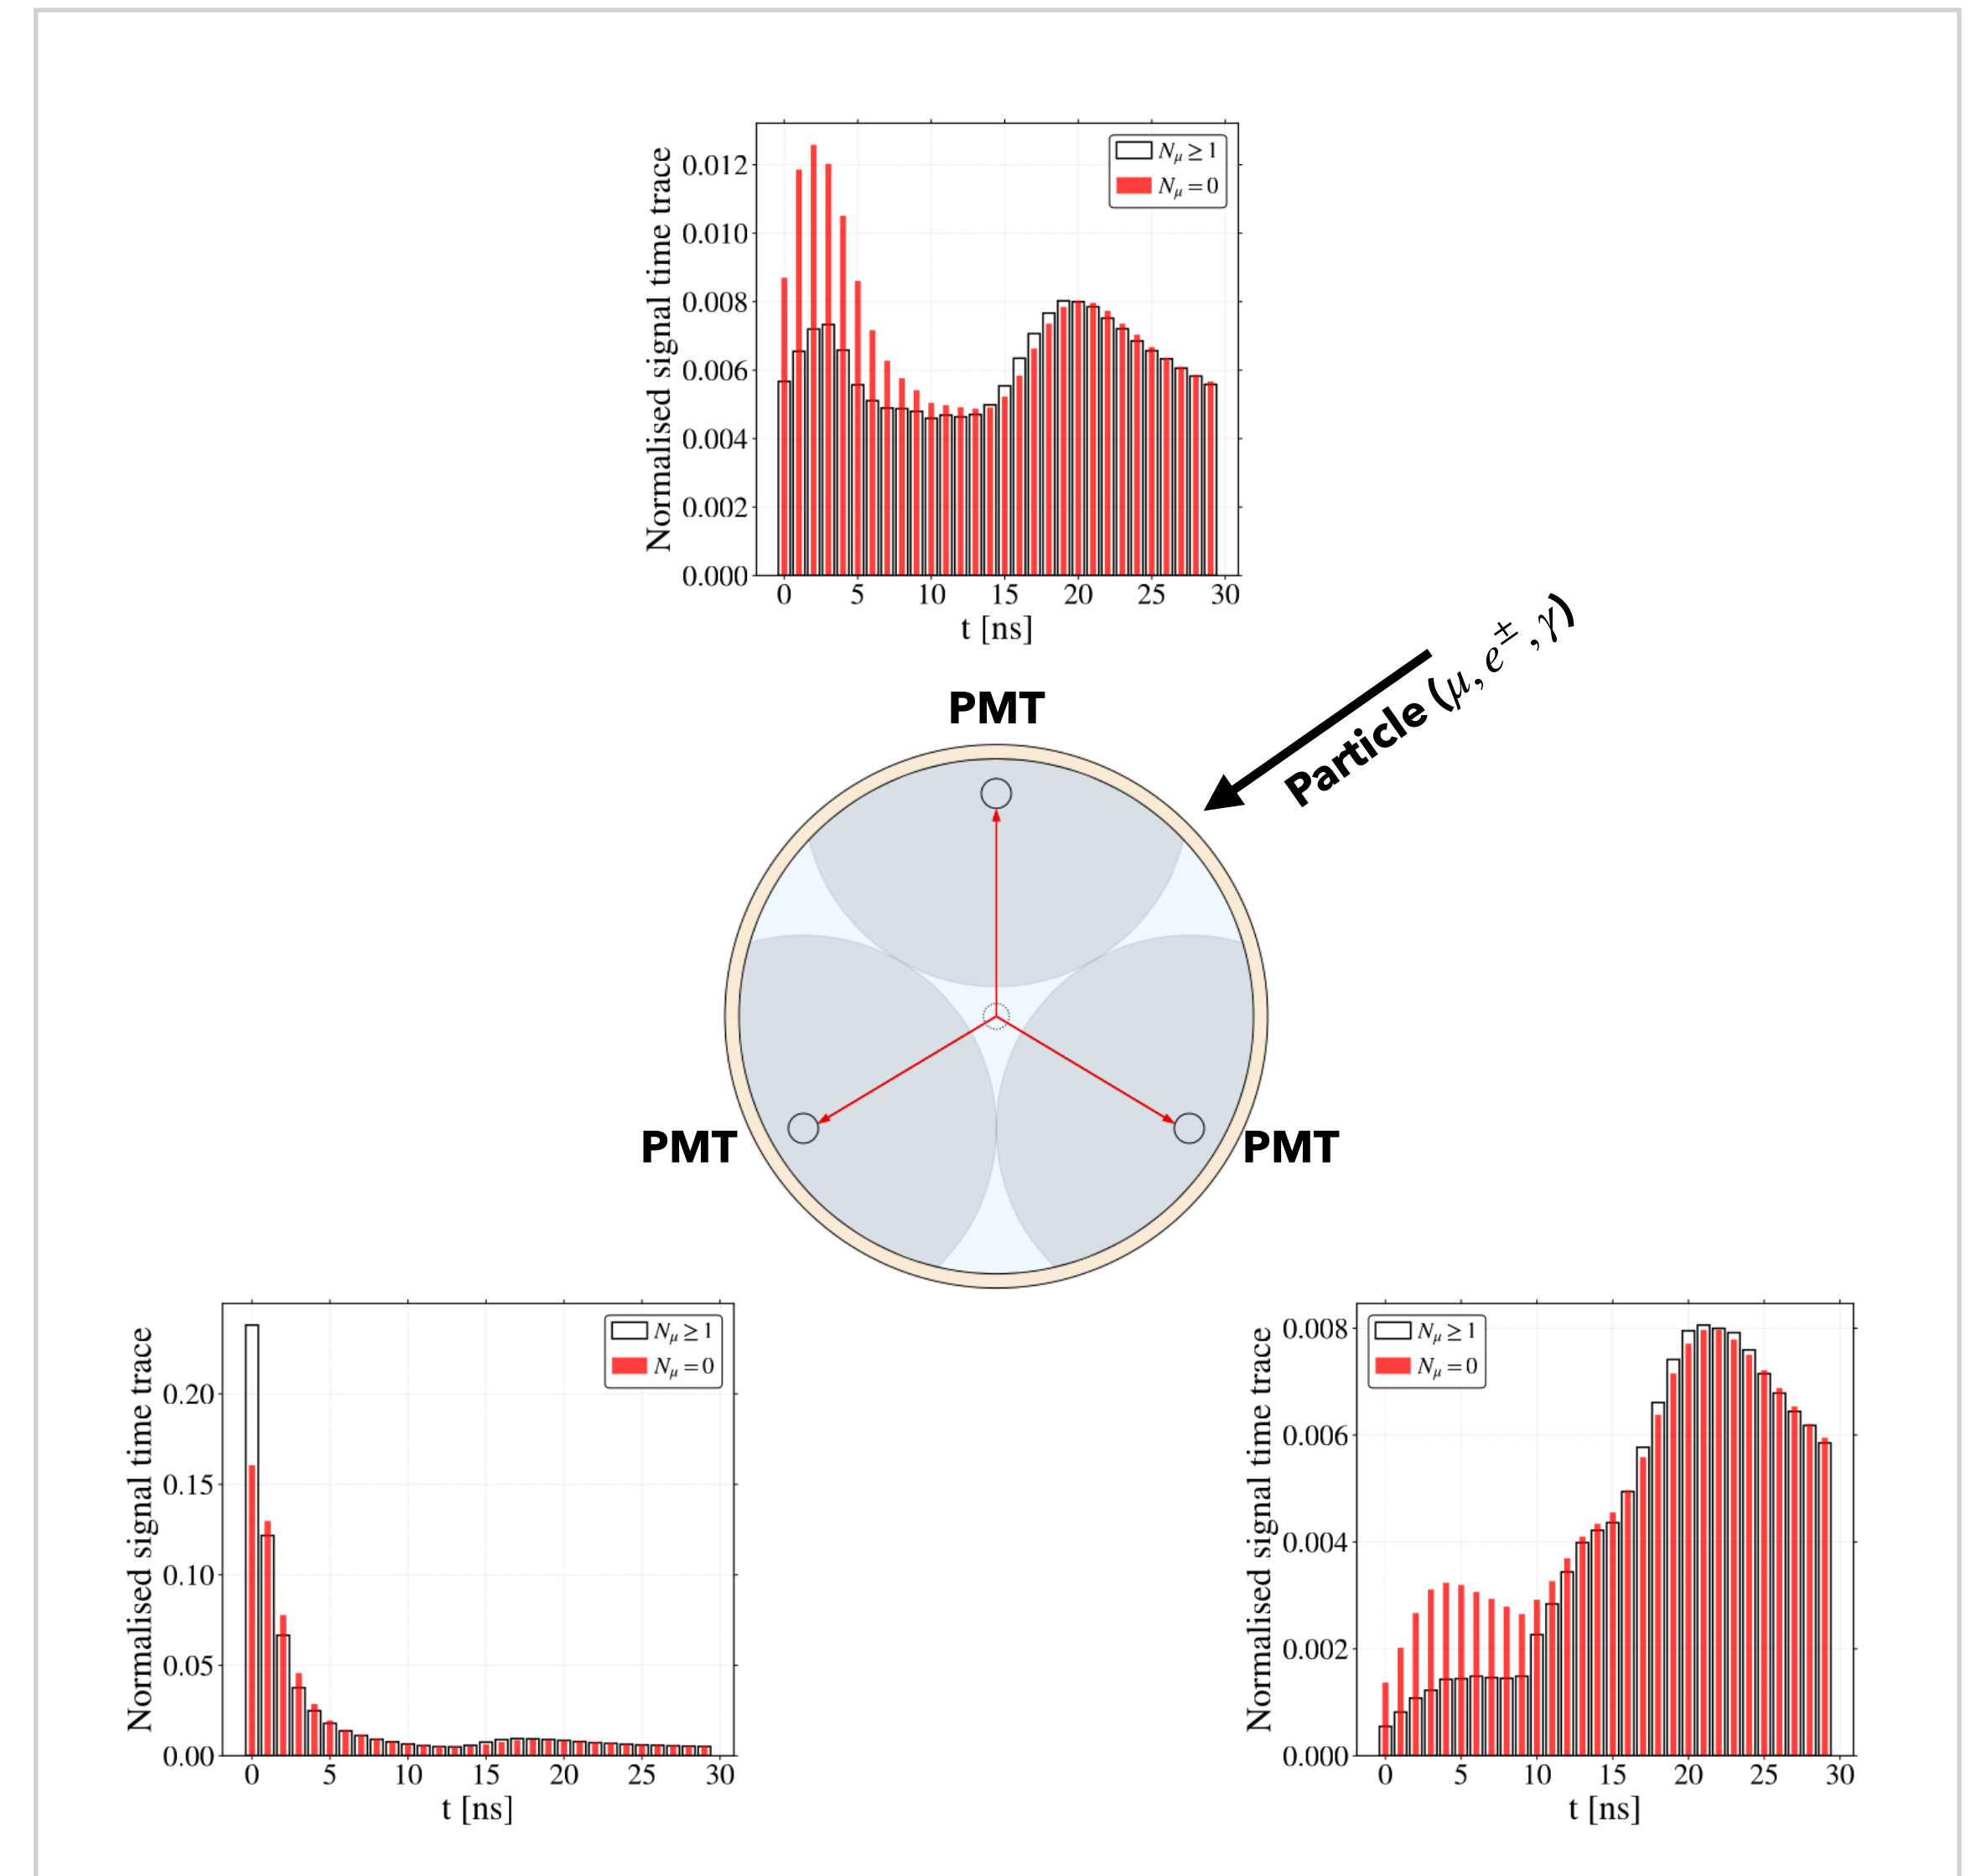 Normalised signal time trace
0.012
0.010
0.008
0.006
0.004
0.002
0.000
N_μ ≥ 1
N_μ = 0
0 5 10 15 20 25 30
t [ns]
Particle (μ, e^±, γ)
PMT
PMT
PMT
Normalised signal time trace
0.20
0.15
0.10
0.05
0.00
N_μ ≥ 1
N_μ = 0
0 5 10 15 20 25 30
t [ns]
Normalised signal time trace
0.008
0.006
0.004
0.002
0.000
N_μ ≥ 1
N_μ = 0
0 5 10 15 20 25 30
t [ns]